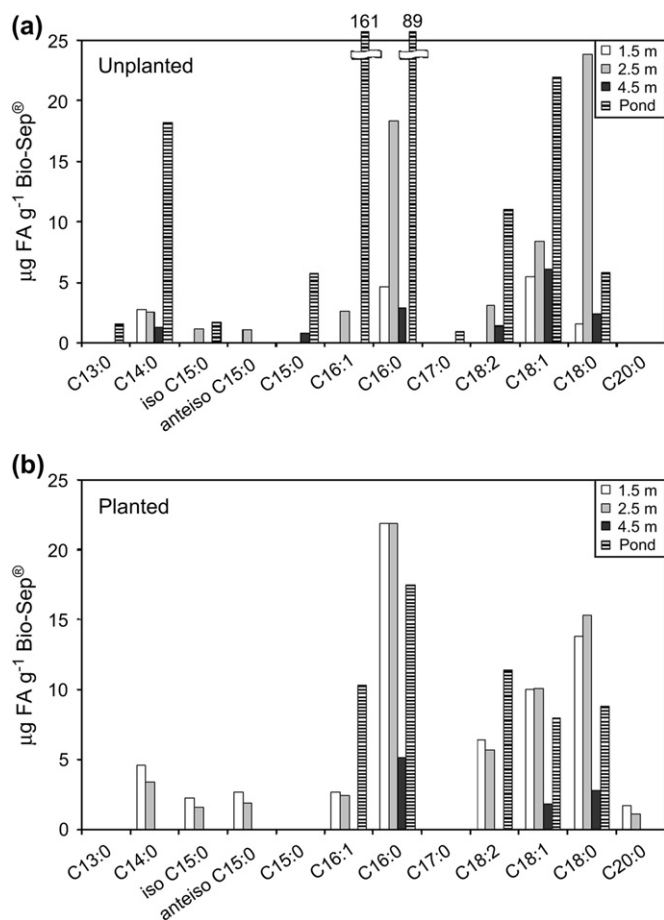 (a)
161 89
25
20
15
10
5
0
µg FA g⁻¹ Bio-Sep®
Unplanted
1.5 m
2.5 m
4.5 m
Pond
C13:0
C14:0
iso C15:0
anteiso C15:0
C15:0
C16:1
C16:0
C17:0
C18:2
C18:1
C18:0
C20:0
(b)
25
20
15
10
5
0
µg FA g⁻¹ Bio-Sep®
Planted
1.5 m
2.5 m
4.5 m
Pond
C13:0
C14:0
iso C15:0
anteiso C15:0
C15:0
C16:1
C16:0
C17:0
C18:2
C18:1
C18:0
C20:0